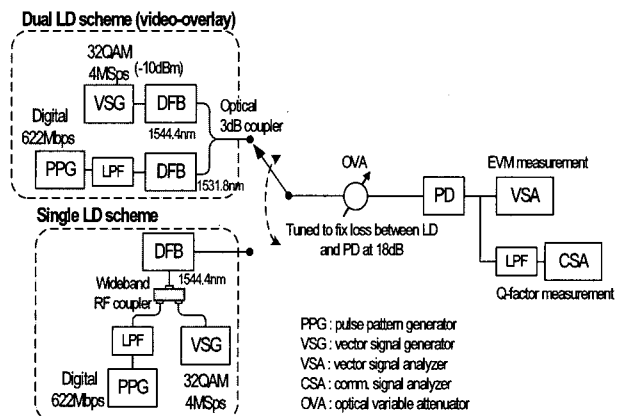 Dual LD scheme (video-overlay)
32QAM
4MSps
(-10dBm)
VSG
DFB
1544.4nm
Optical
3dB coupler
Digital
622Mbps
PPG
LPF
DFB
1531.8nm
OVA
Tuned to fix loss between LD
and PD at 18dB
PD
EVM measurement
VSA
LPF
CSA
Q-factor measurement
Single LD scheme
DFB
1544.4nm
Wideband
RF coupler
LPF
VSG
Digital
622Mbps
PPG
32QAM
4MSps
PPG : pulse pattern generator
VSG : vector signal generator
VSA : vector signal analyzer
CSA : comm. signal analyzer
OVA : optical variable attenuator